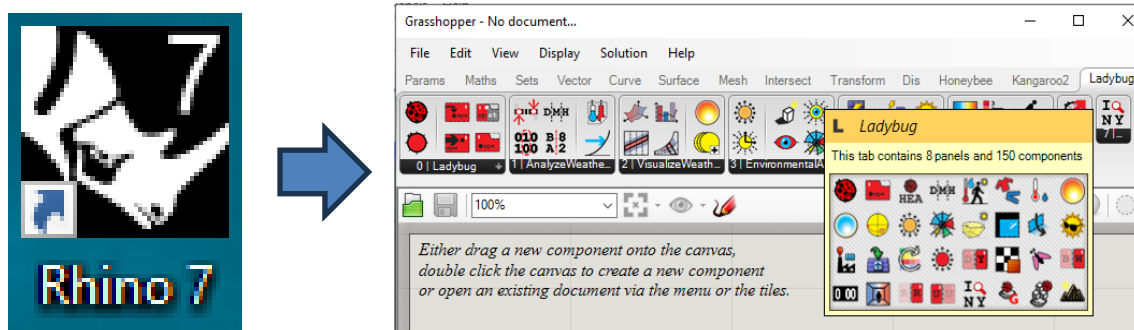 7
Rhino 7
Grasshopper - No document...
File Edit View Display Solution Help
Params Maths Sets Vector Curve Surface Mesh Intersect Transform Dis Honeybee Kangaroo2 Ladybug
0 | Ladybug
1 | AnalyzeWeathe...
2 | VisualizeWeath...
3 | EnvironmentalA
7 | ...
L Ladybug
This tab contains 8 panels and 150 components
100%
Either drag a new component onto the canvas,
double click the canvas to create a new component
or open an existing document via the menu or the tiles.